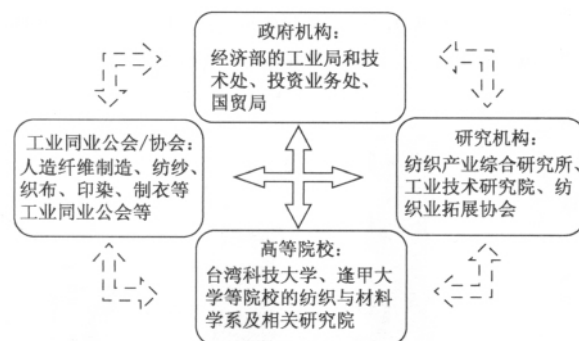 政府机构：
经济部的工业局和技
术处、投资业务处、
国贸局
工业同业公会/协会：
人造纤维制造、纺纱、
织布、印染、制衣等
工业同业公会等
研究机构：
纺织产业综合研究所、
工业技术研究院、纺
织业拓展协会
高等院校：
台湾科技大学、逢甲大
学等院校的纺织与材料
学系及相关研究院